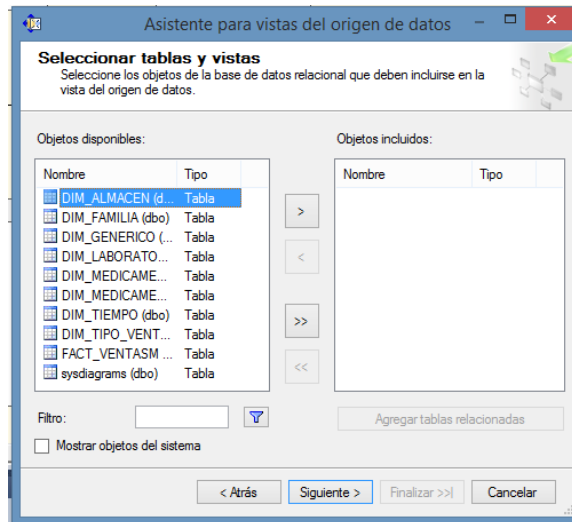 Asistente para vistas del origen de datos
Seleccionar tablas y vistas
Seleccione los objetos de la base de datos relacional que deben incluirse en la
vista del origen de datos.
Objetos disponibles:
Objetos incluidos:
Nombre Tipo
Nombre Tipo
DIM_ALMACEN (d... Tabla
DIM_FAMILIA (dbo) Tabla
DIM_GENERICO (... Tabla
DIM_LABORATO... Tabla
DIM_MEDICAME... Tabla
DIM_MEDICAME... Tabla
DIM_TIEMPO (dbo) Tabla
DIM_TIPO_VENT... Tabla
FACT_VENTASM ... Tabla
sysdiagrams (dbo) Tabla
>
<
>>
<<
Filtro:
Agregar tablas relacionadas
Mostrar objetos del sistema
< Atrás Siguiente > Finalizar >>| Cancelar